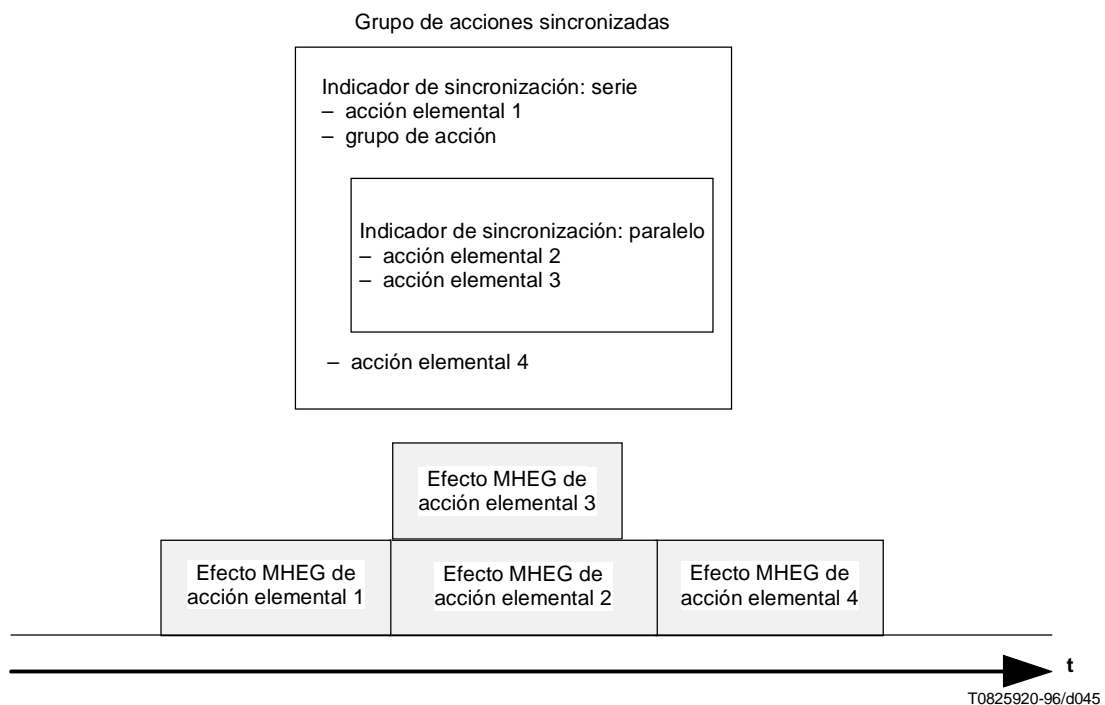 Grupo de acciones sincronizadas
Indicador de sincronización: serie
– acción elemental 1
– grupo de acción
Indicador de sincronización: paralelo
– acción elemental 2
– acción elemental 3
– acción elemental 4
Efecto MHEG de
acción elemental 3
Efecto MHEG de
acción elemental 1
Efecto MHEG de
acción elemental 2
Efecto MHEG de
acción elemental 4
t
T0825920-96/d045